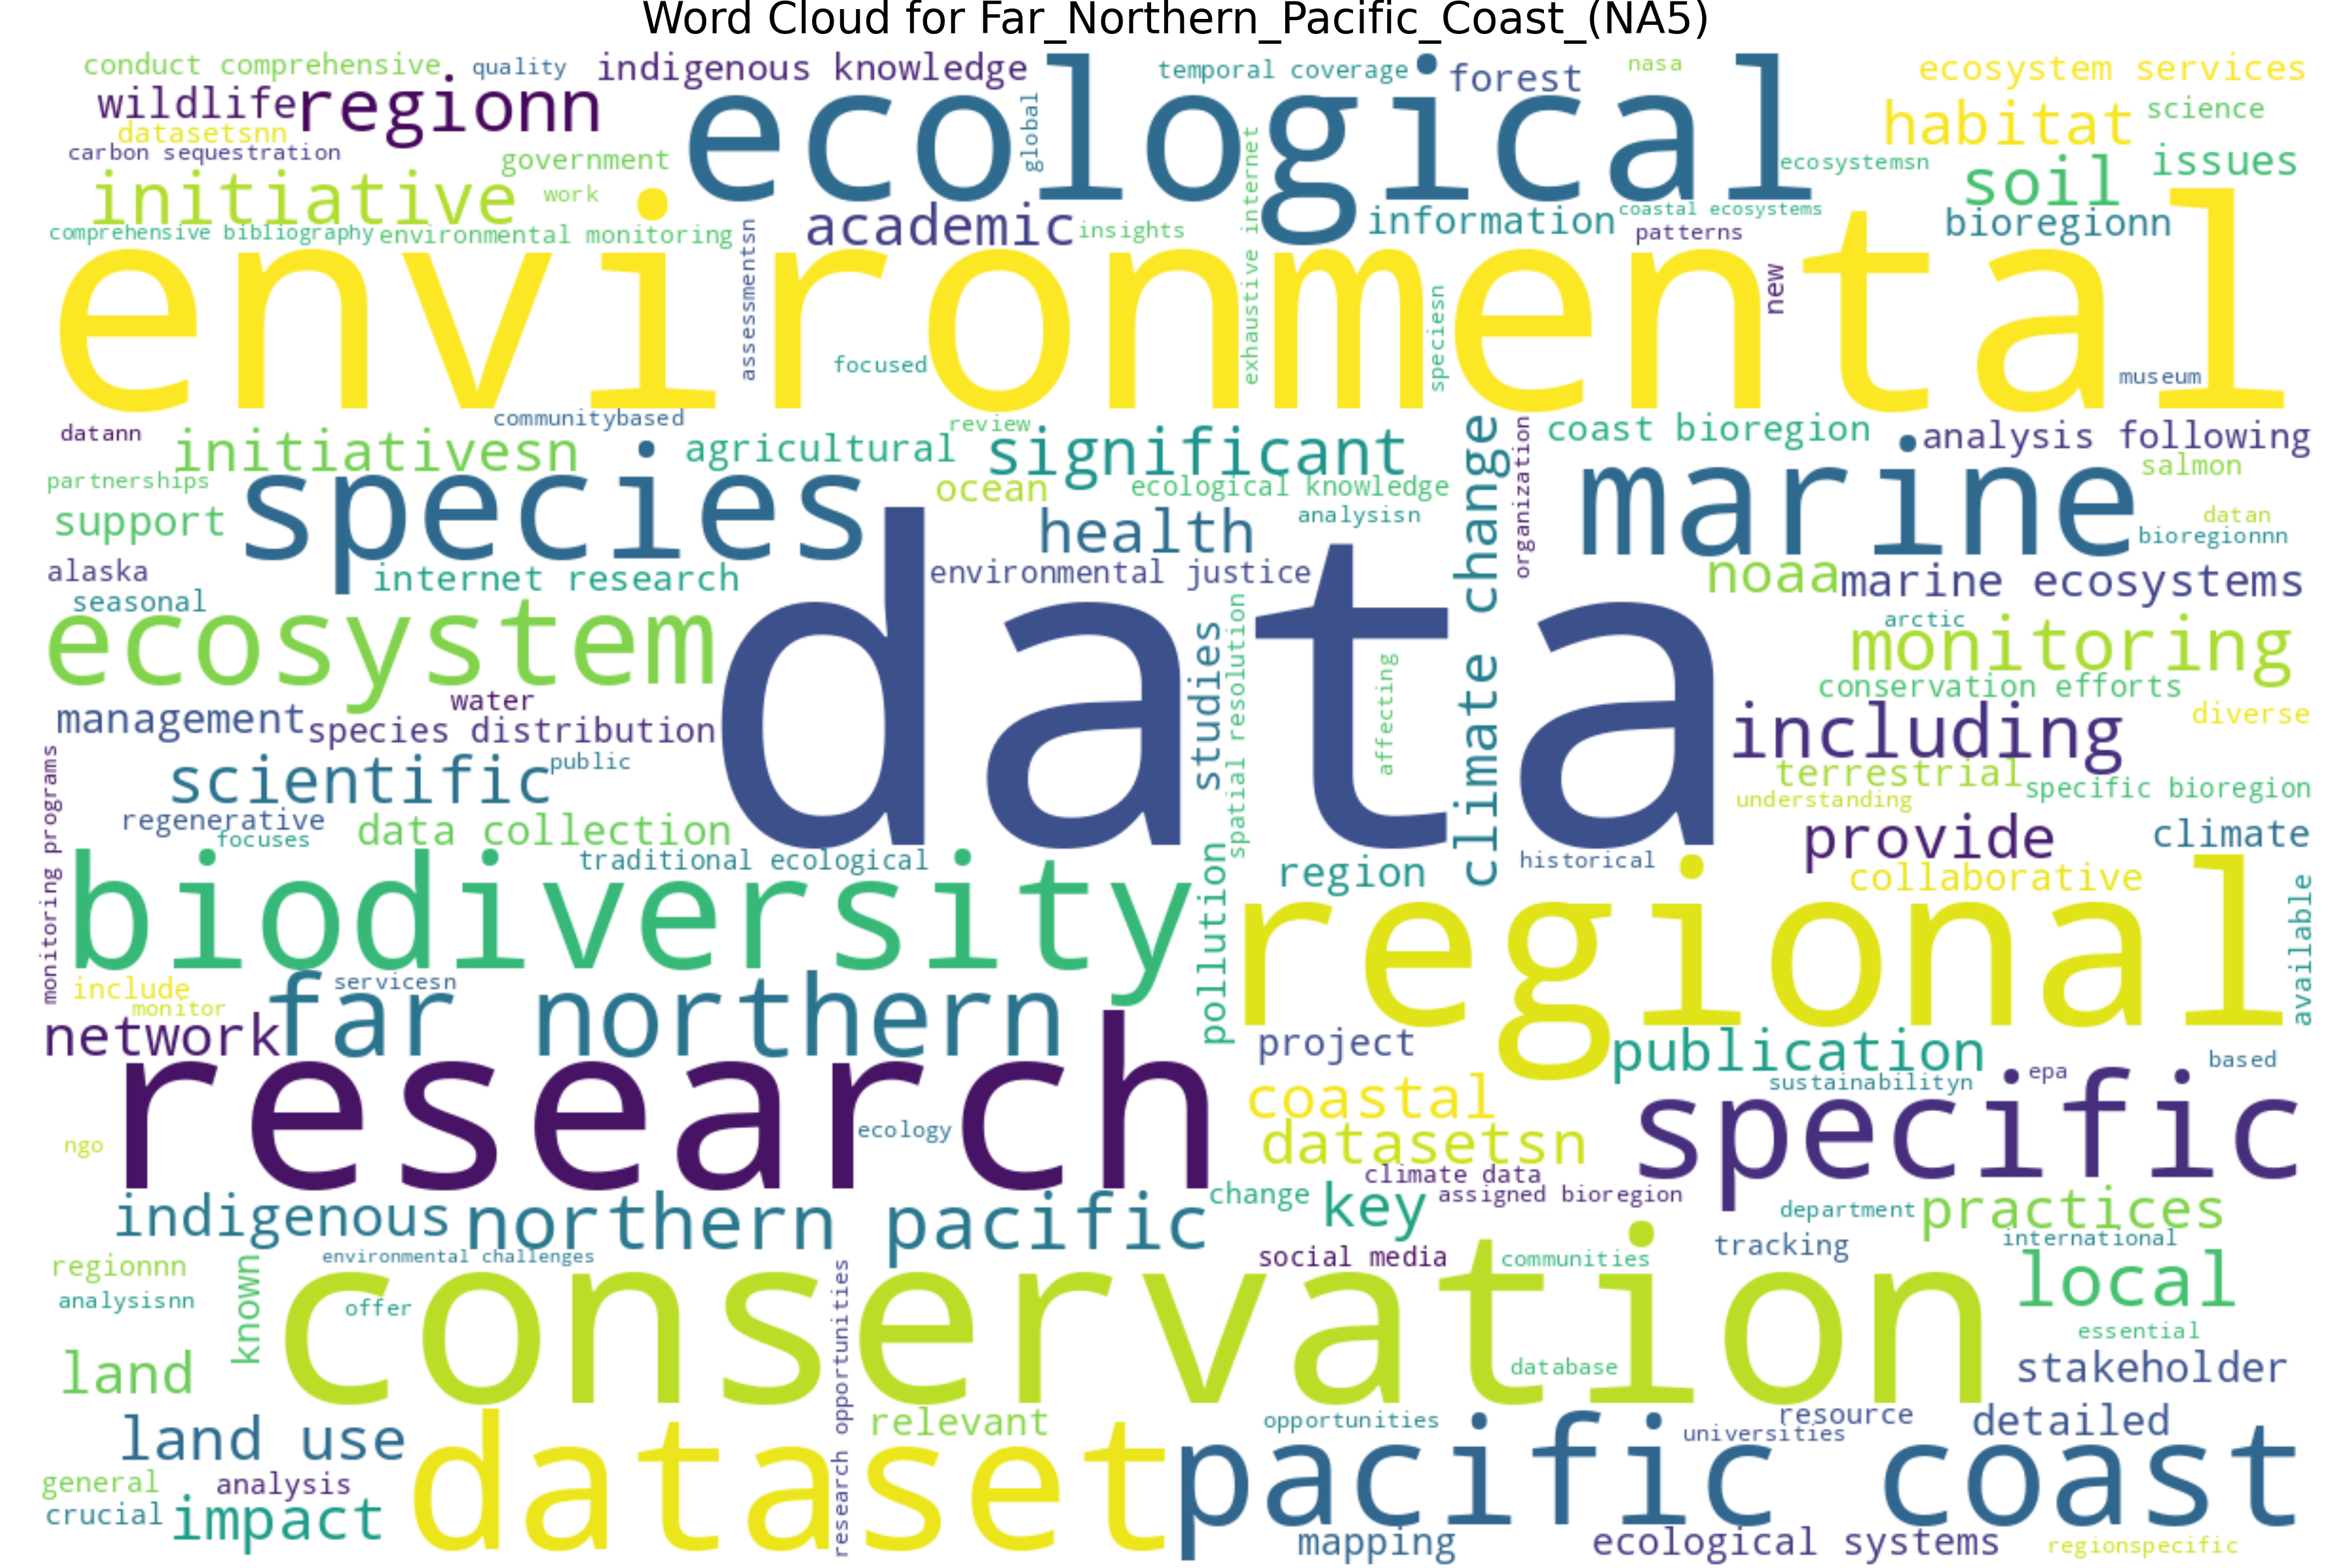 Word Cloud for Far_Northern_Pacific_Coast_(NA5)
conduct comprehensive
quality
indigenous knowledge
temporal coverage
forest
nasa
ecosystem services
wildlife
regionn
ecological
habitat
science
datasetsnn
global
carbon sequestration
government
ecosystemsn
soil
issues
initiative
work
academic
information
coastal ecosystems
bioregionn
comprehensive bibliography
environmental monitoring
insights
patterns
environmental
assessmentsn
exhaustive internet
speciesn
new
focused
museum
communitybased
review
datann
initiativesn
agricultural
significant
climate change
organization
coast bioregion
analysis following
partnerships
species
ocean
ecological knowledge
marine
salmon
support
health
analysisn
datan
bioregionnn
alaska
internet research
environmental justice
noaa
marine ecosystems
seasonal
data
arctic
ecosystem
studies
spatial resolution
affecting
monitoring
conservation efforts
water
management
species distribution
including
diverse
monitoring programs
scientific
public
terrestrial
specific bioregion
understanding
regenerative
focuses
data collection
provide
climate
biodiversity
traditional ecological
pollution
region
historical
collaborative
regional
available
include
servicesn
monitor
far northern
network
project
publication
research
coastal
sustainabilityn
epa
based
specific
ecology
ngo
datasetsn
climate data
indigenous
northern pacific
change
key
assigned bioregion
department
practices
international
environmental challenges
social media
communities
tracking
regionnn
known
analysisnn
offer
conservation
research opportunities
local
essential
land
database
stakeholder
land use
relevant
opportunities
resource
universities
detailed
dataset
pacific coast
general
analysis
crucial
impact
mapping
ecological systems
regionspecific